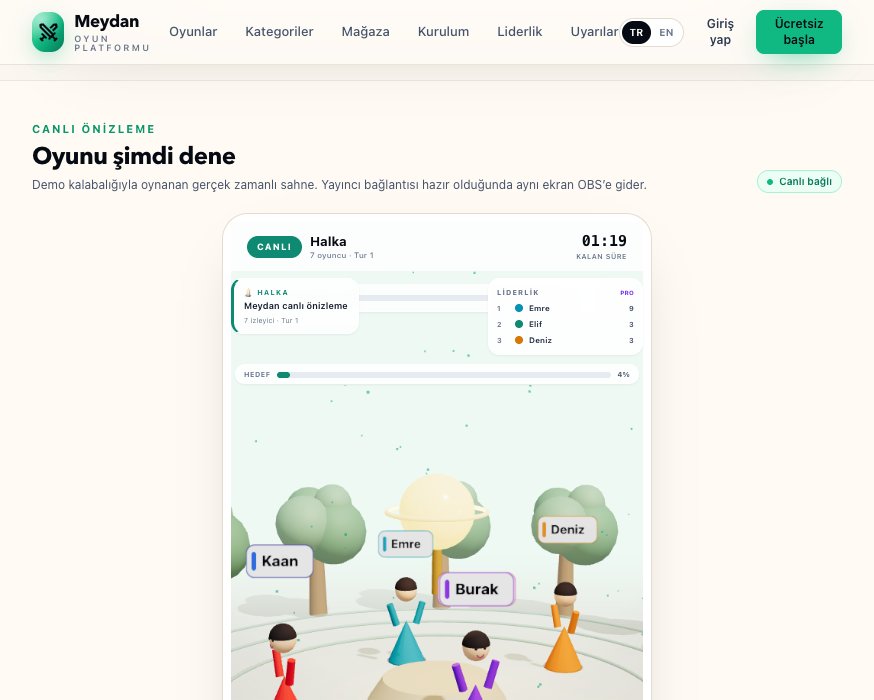 Meydan
OYUN
PLATFORMU
Oyunlar
Kategoriler
Mağaza
Kurulum
Liderlik
Uyarılar
TR
EN
Giriş
yap
Ücretsiz
başla
CANLI ÖNİZLEME
Oyunu şimdi dene
Demo kalabalığıyla oynanan gerçek zamanlı sahne. Yayıncı bağlantısı hazır olduğunda aynı ekran OBS'e gider.
Canlı bağlı
CANLI
Halka
7 oyuncu · Tur 1
01:19
KALAN SÜRE
HALKA
Meydan canlı önizleme
7 izleyici · Tur 1
LİDERLİK
PRO
1 Emre 9
2 Elif 3
3 Deniz 3
HEDEF
4%
Deniz
Emre
Kaan
Burak